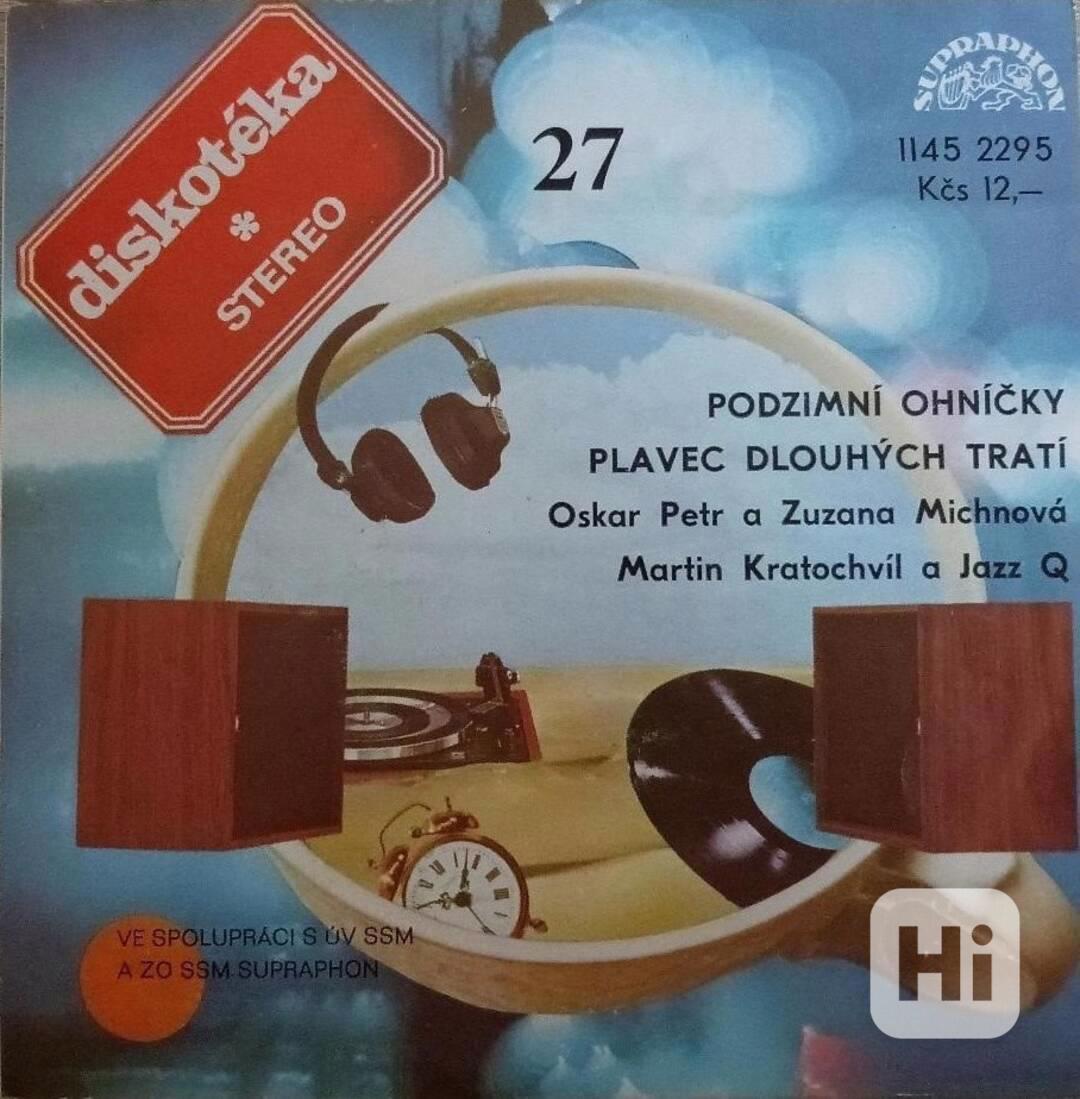 diskotéka
*
STEREO
27
SUPRAPHON
1145 2295
Kčs 12,—
PODZIMNÍ OHNÍČKY
PLAVEC DLOUHÝCH TRATÍ
Oskar Petr a Zuzana Michnová
Martin Kratochvíl a Jazz Q
VE SPOLUPRÁCI S ÚV SSM
A ZO SSM SUPRAPHON
Hi